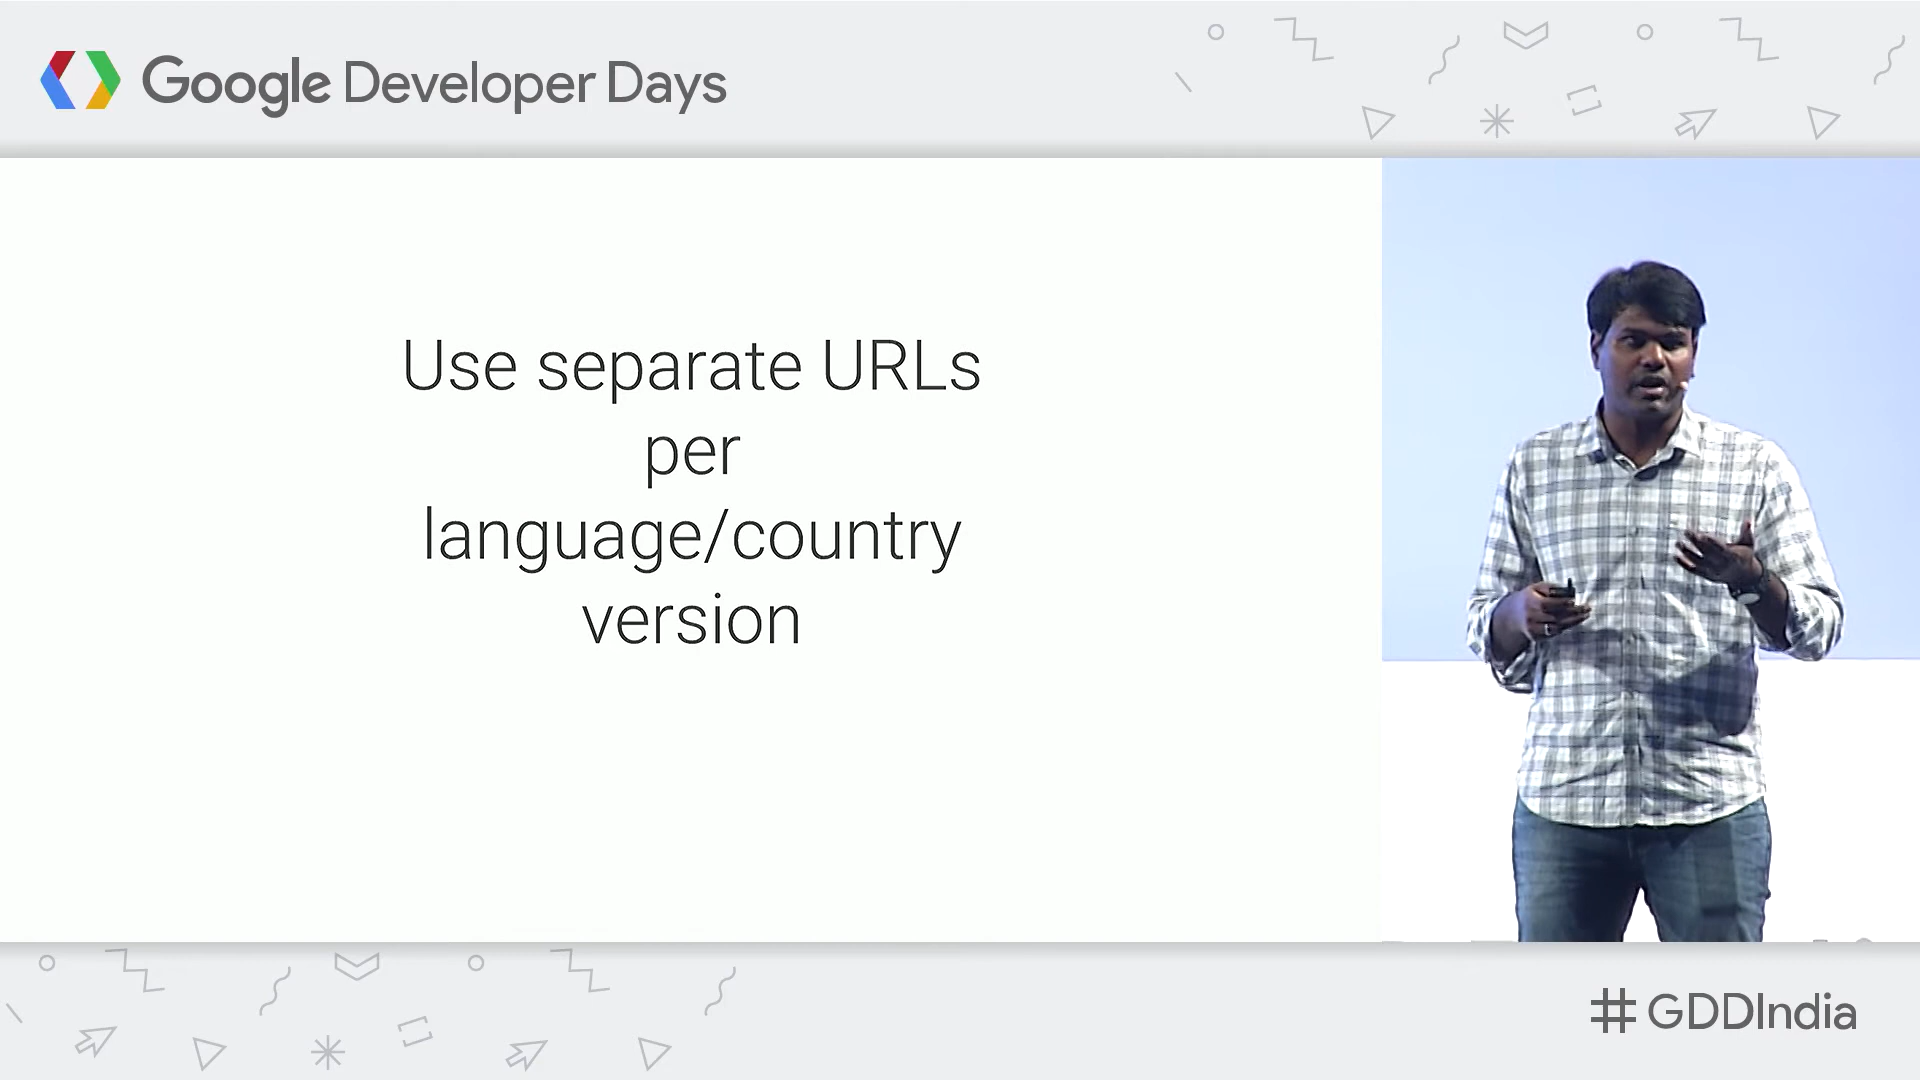 Google Developer Days
Use separate URLs
per
language/country
version
#GDDIndia